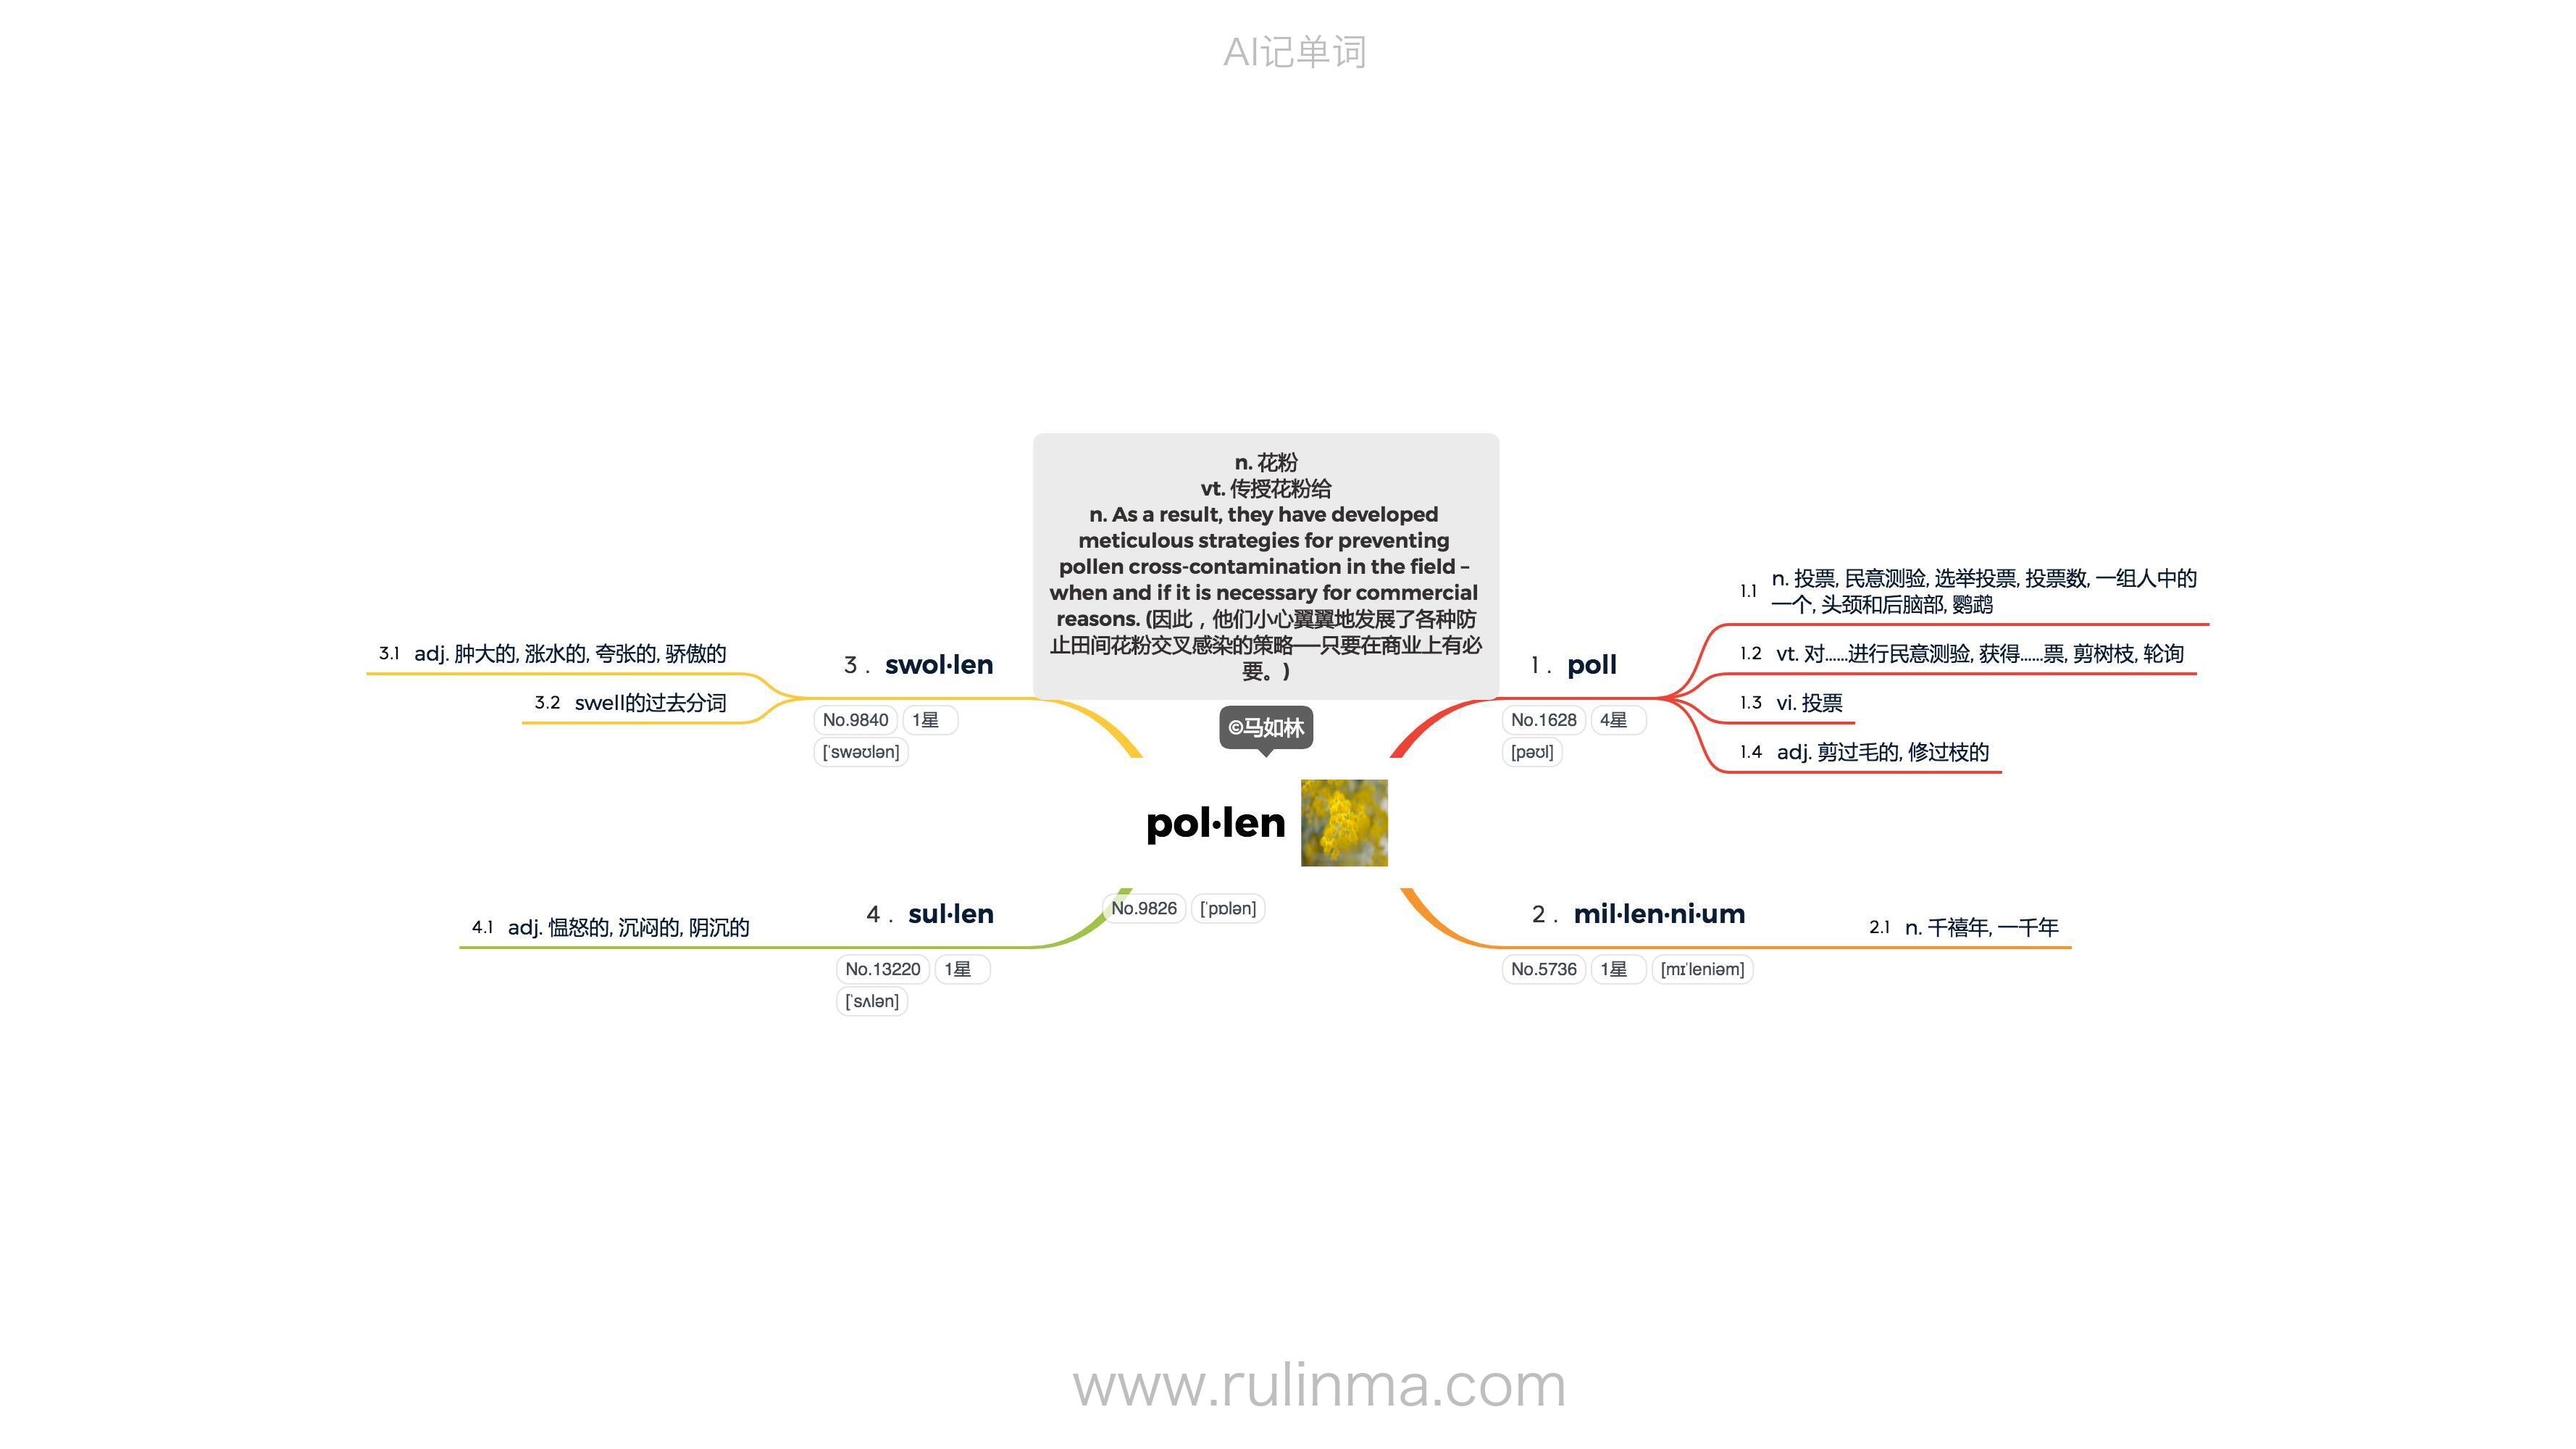 AI记单词
n. 花粉
vt. 传授花粉给
n. As a result, they have developed
meticulous strategies for preventing
pollen cross-contamination in the field –
when and if it is necessary for commercial
reasons. (因此，他们小心翼翼地发展了各种防
止田间花粉交叉感染的策略──只要在商业上有必
要。)
©马如林
pol·len
No.9826 [ˈpɒlən]
1 . poll
No.1628 4星
[pəʊl]
1.1 n. 投票, 民意测验, 选举投票, 投票数, 一组人中的
一个, 头颈和后脑部, 鹦鹉
1.2 vt. 对......进行民意测验, 获得......票, 剪树枝, 轮询
1.3 vi. 投票
1.4 adj. 剪过毛的, 修过枝的
2 . mil·len·ni·um
No.5736 1星 [mɪˈleniəm]
2.1 n. 千禧年, 一千年
3 . swol·len
No.9840 1星
[ˈswəʊlən]
3.1 adj. 肿大的, 涨水的, 夸张的, 骄傲的
3.2 swell的过去分词
4 . sul·len
No.13220 1星
[ˈsʌlən]
4.1 adj. 愠怒的, 沉闷的, 阴沉的
www.rulinma.com